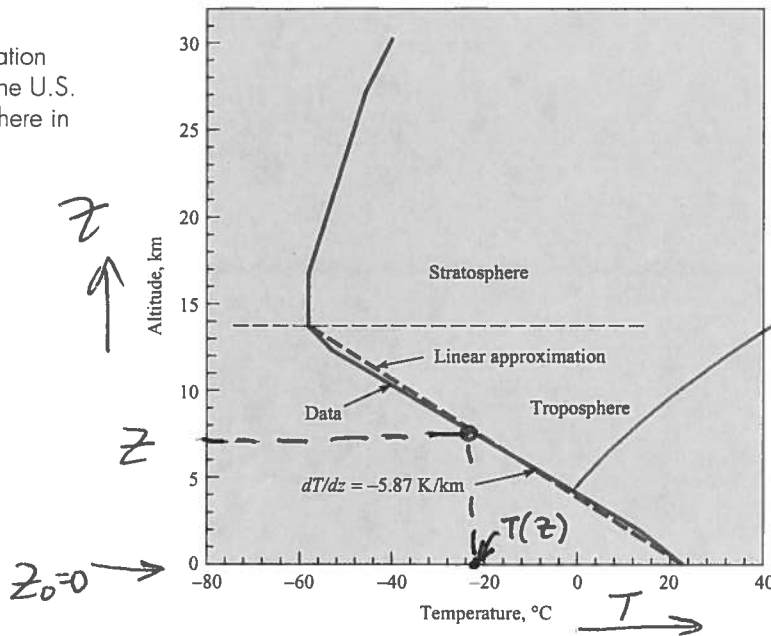 ation
he U.S.
here in
Z
Altitude, km
30
25
20
15
10
5
0
Stratosphere
Linear approximation
Data
Troposphere
Z
dT/dz = –5.87 K/km
T(Z)
Z₀=0
–80
–60
–40
–20
0
20
40
Temperature, °C
T